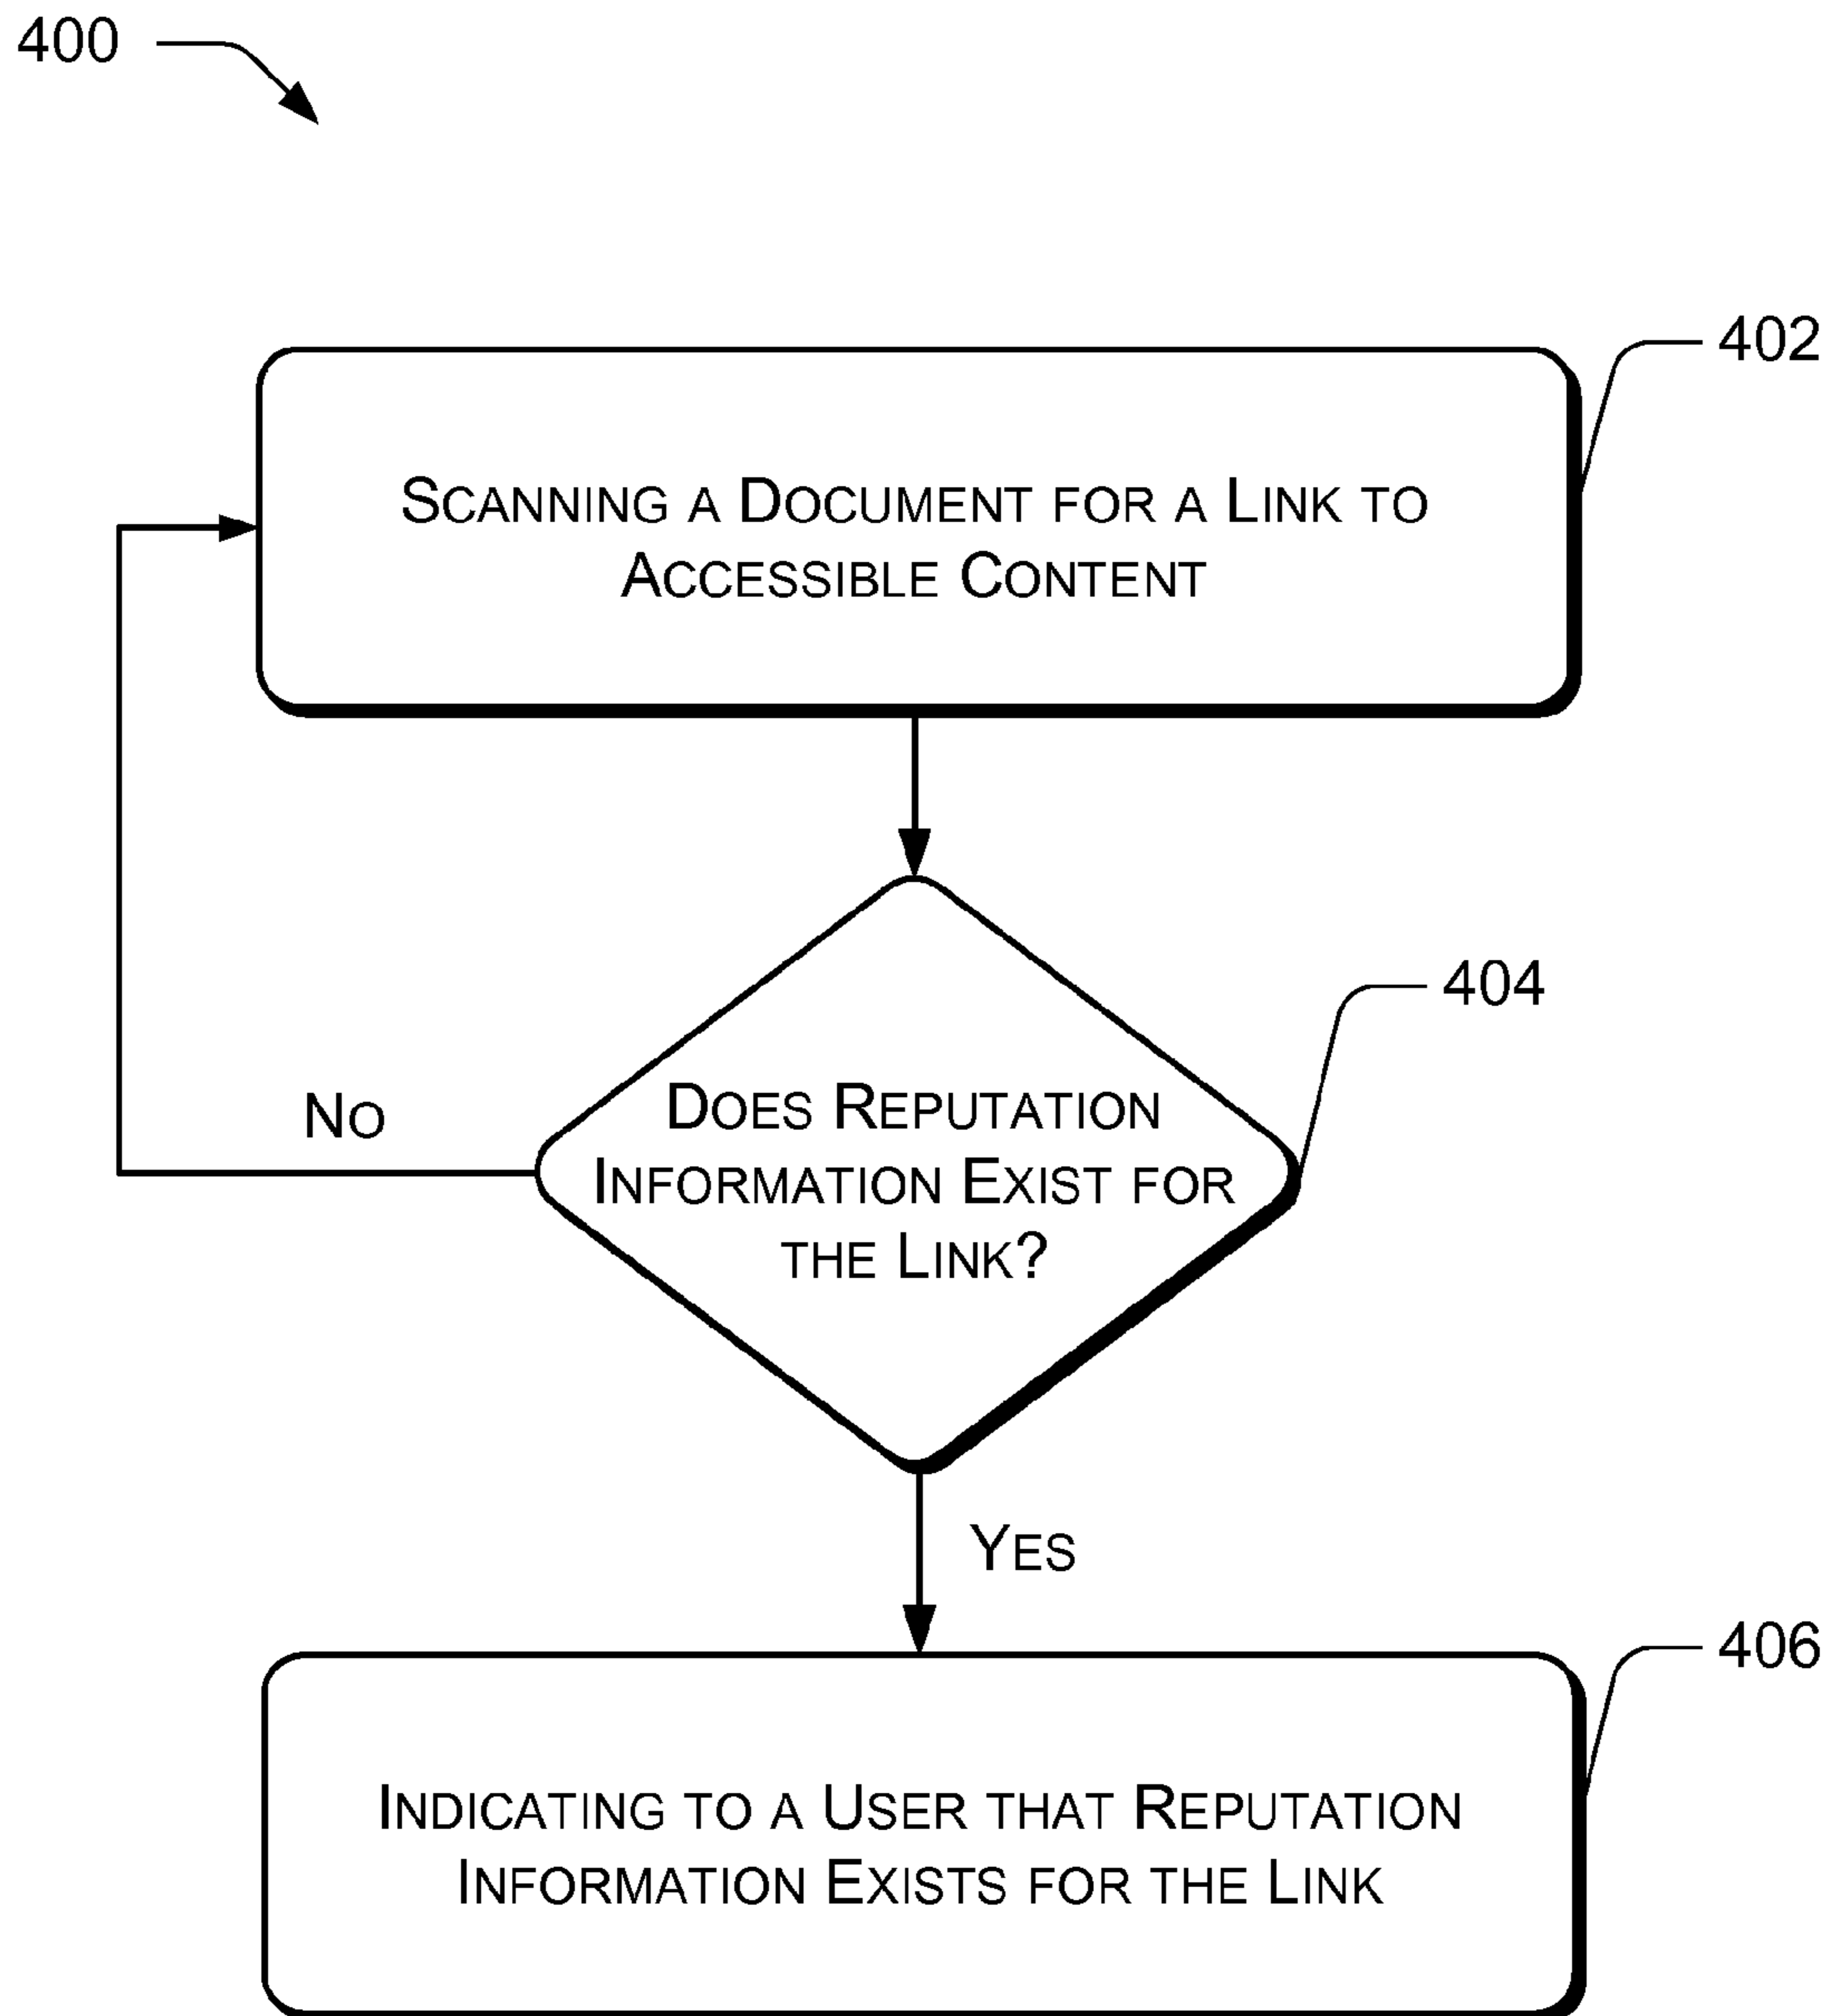 400
402
Scanning a Document for a Link to
Accessible Content
404
Does Reputation
Information Exist for
the Link?
No
Yes
406
Indicating to a User that Reputation
Information Exists for the Link